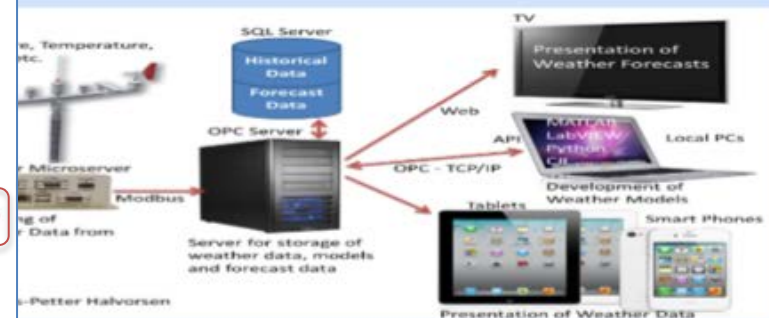 TV
SQL Server
e, Temperature,
etc.
Historical
Data
Forecast
Data
Presentation of
Weather Forecasts
Web
OPC Server
API
MATLAB
LabVIEW
Python
Local PCs
OPC - TCP/IP
Development of
Weather Models
r Microserver
Modbus
Tablets
Smart Phones
ng of
r Data from
Server for storage of
weather data, models
and forecast data
s-Petter Halvorsen
Presentation of Weather Data